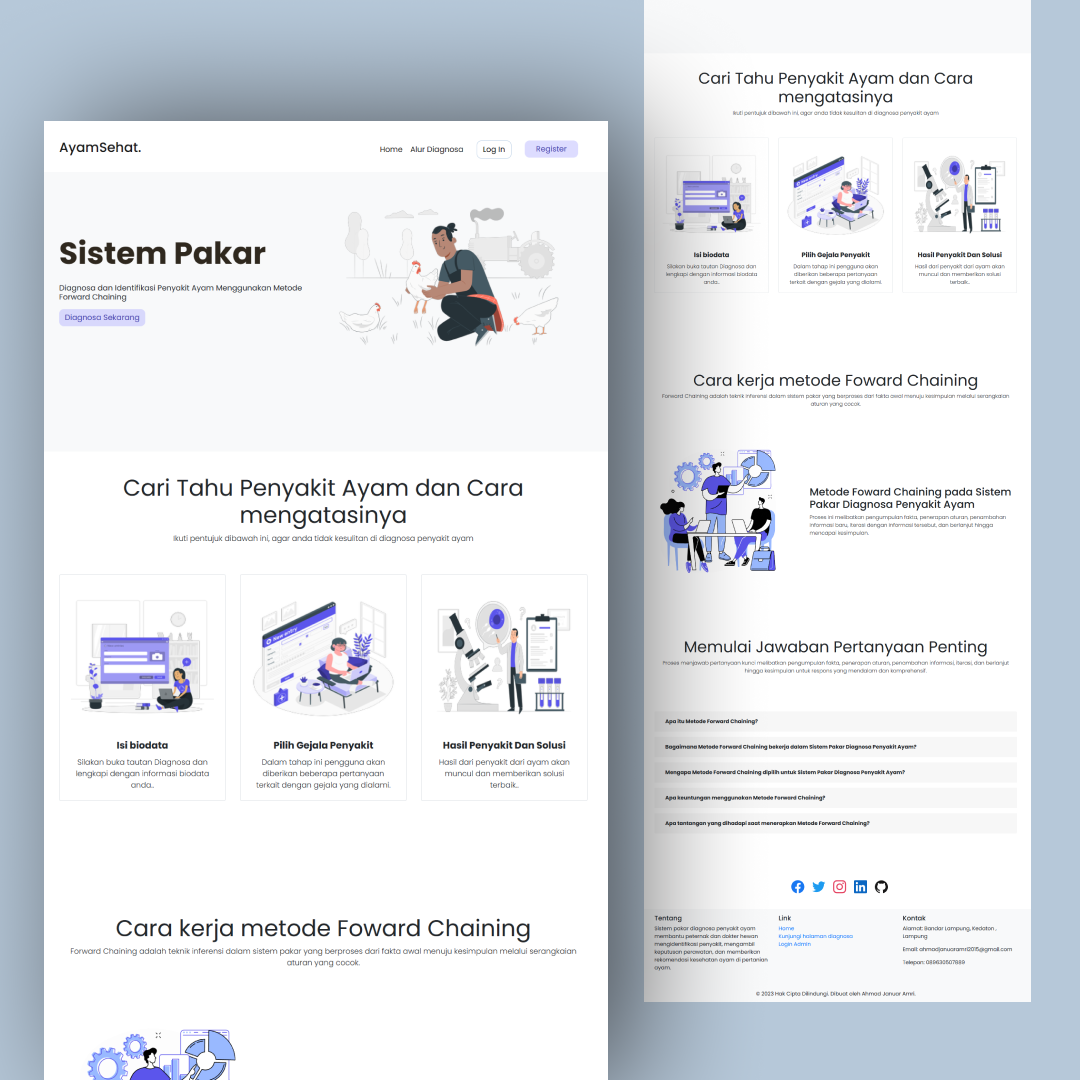 AyamSehat.
Home Alur Diagnosa Log In Register
Sistem Pakar
Diagnosa dan Identifikasi Penyakit Ayam Menggunakan Metode
Forward Chaining
Diagnosa Sekarang
Cari Tahu Penyakit Ayam dan Cara
mengatasinya
Ikuti pentujuk dibawah ini, agar anda tidak kesulitan di diagnosa penyakit ayam
New entry
Isi biodata
Silakan buka tautan Diagnosa dan
lengkapi dengan informasi biodata
anda..
Pilih Gejala Penyakit
Dalam tahap ini pengguna akan
diberikan beberapa pertanyaan
terkait dengan gejala yang dialami.
Hasil Penyakit Dan Solusi
Hasil dari penyakit dari ayam akan
muncul dan memberikan solusi
terbaik..
Cara kerja metode Foward Chaining
Forward Chaining adalah teknik inferensi dalam sistem pakar yang berproses dari fakta awal menuju kesimpulan melalui serangkaian
aturan yang cocok.
Cari Tahu Penyakit Ayam dan Cara
mengatasinya
Ikuti pentujuk dibawah ini, agar anda tidak kesulitan di diagnosa penyakit ayam
New entry
Isi biodata
Silakan buka tautan Diagnosa dan
lengkapi dengan informasi biodata
anda..
Pilih Gejala Penyakit
Dalam tahap ini pengguna akan
diberikan beberapa pertanyaan
terkait dengan gejala yang dialami.
Hasil Penyakit Dan Solusi
Hasil dari penyakit dari ayam akan
muncul dan memberikan solusi
terbaik..
Cara kerja metode Foward Chaining
Forward Chaining adalah teknik inferensi dalam sistem pakar yang berproses dari fakta awal menuju kesimpulan melalui serangkaian
aturan yang cocok.
Metode Foward Chaining pada Sistem
Pakar Diagnosa Penyakit Ayam
Proses ini melibatkan pengumpulan fakta, penerapan aturan, penambahan
informasi baru, iterasi dengan informasi tersebut, dan berlanjut hingga
mencapai kesimpulan.
Memulai Jawaban Pertanyaan Penting
Proses menjawab pertanyaan kunci melibatkan pengumpulan fakta, penerapan aturan, penambahan informasi, iterasi, dan berlanjut
hingga kesimpulan untuk respons yang mendalam dan komprehensif.
Apa itu Metode Forward Chaining?
Bagaimana Metode Forward Chaining bekerja dalam Sistem Pakar Diagnosa Penyakit Ayam?
Mengapa Metode Forward Chaining dipilih untuk Sistem Pakar Diagnosa Penyakit Ayam?
Apa keuntungan menggunakan Metode Forward Chaining?
Apa tantangan yang dihadapi saat menerapkan Metode Forward Chaining?
Tentang
Sistem pakar diagnosa penyakit ayam
membantu peternak dan dokter hewan
mengidentifikasi penyakit, mengambil
keputusan perawatan, dan memberikan
rekomendasi kesehatan ayam di pertanian
ayam.
Link
Home
Kunjungi halaman diagnosa
Login Admin
Kontak
Alamat: Bandar Lampung, Kedaton ,
Lampung
Email: ahmadjanuaramri2015@gmail.com
Telepon: 089630507889
© 2023 Hak Cipta Dilindungi. Dibuat oleh Ahmad Januar Amri.